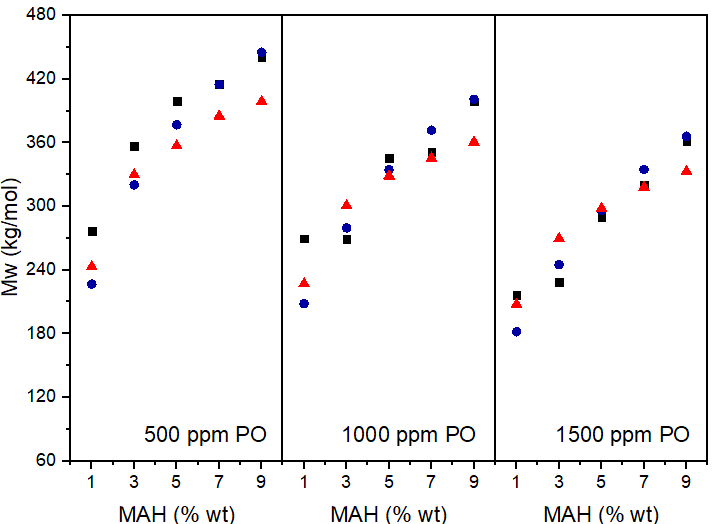 480
420
360
300
240
180
120
60
Mw (kg/mol)
500 ppm PO
1000 ppm PO
1500 ppm PO
1 3 5 7 9
1 3 5 7 9
1 3 5 7 9
MAH (% wt)
MAH (% wt)
MAH (% wt)